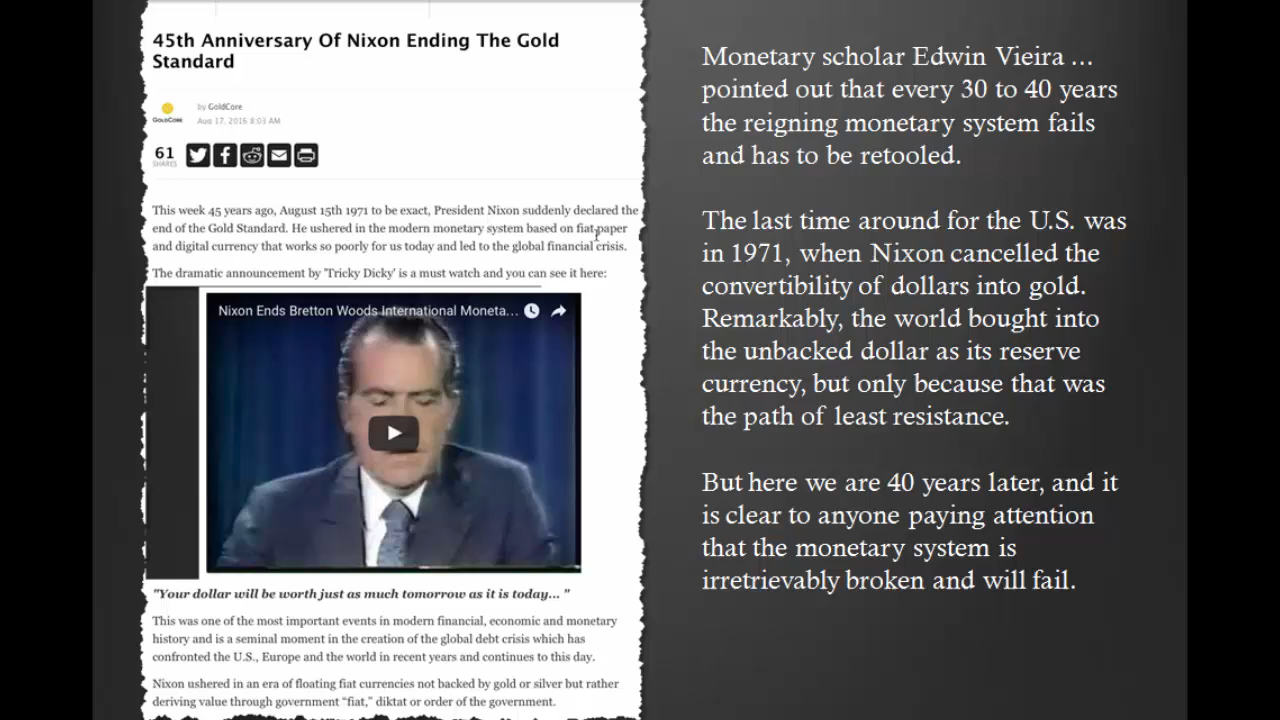 45th Anniversary Of Nixon Ending The Gold
Standard
by GoldCore
Aug 17, 2016 8:03 AM
GOLDCORE
61
SHARES
This week 45 years ago, August 15th 1971 to be exact, President Nixon suddenly declared the
end of the Gold Standard. He ushered in the modern monetary system based on fiat paper
and digital currency that works so poorly for us today and led to the global financial crisis.
The dramatic announcement by 'Tricky Dicky' is a must watch and you can see it here:
Nixon Ends Bretton Woods International Moneta...
"Your dollar will be worth just as much tomorrow as it is today... "
This was one of the most important events in modern financial, economic and monetary
history and is a seminal moment in the creation of the global debt crisis which has
confronted the U.S., Europe and the world in recent years and continues to this day.
Nixon ushered in an era of floating fiat currencies not backed by gold or silver but rather
deriving value through government “fiat,” diktat or order of the government.
Monetary scholar Edwin Vieira ...
pointed out that every 30 to 40 years
the reigning monetary system fails
and has to be retooled.
The last time around for the U.S. was
in 1971, when Nixon cancelled the
convertibility of dollars into gold.
Remarkably, the world bought into
the unbacked dollar as its reserve
currency, but only because that was
the path of least resistance.
But here we are 40 years later, and it
is clear to anyone paying attention
that the monetary system is
irretrievably broken and will fail.